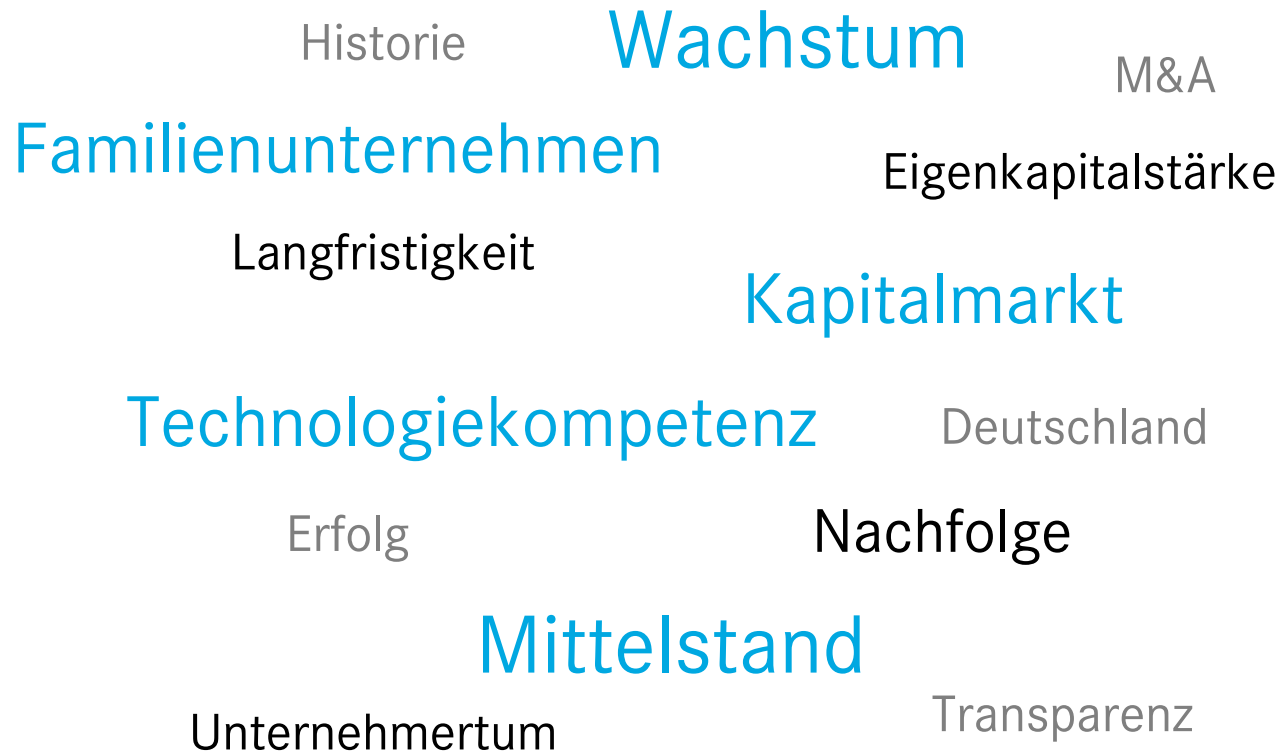 Historie
Wachstum
M&A
Familienunternehmen
Eigenkapitalstärke
Langfristigkeit
Kapitalmarkt
Technologiekompetenz
Deutschland
Erfolg
Nachfolge
Mittelstand
Transparenz
Unternehmertum